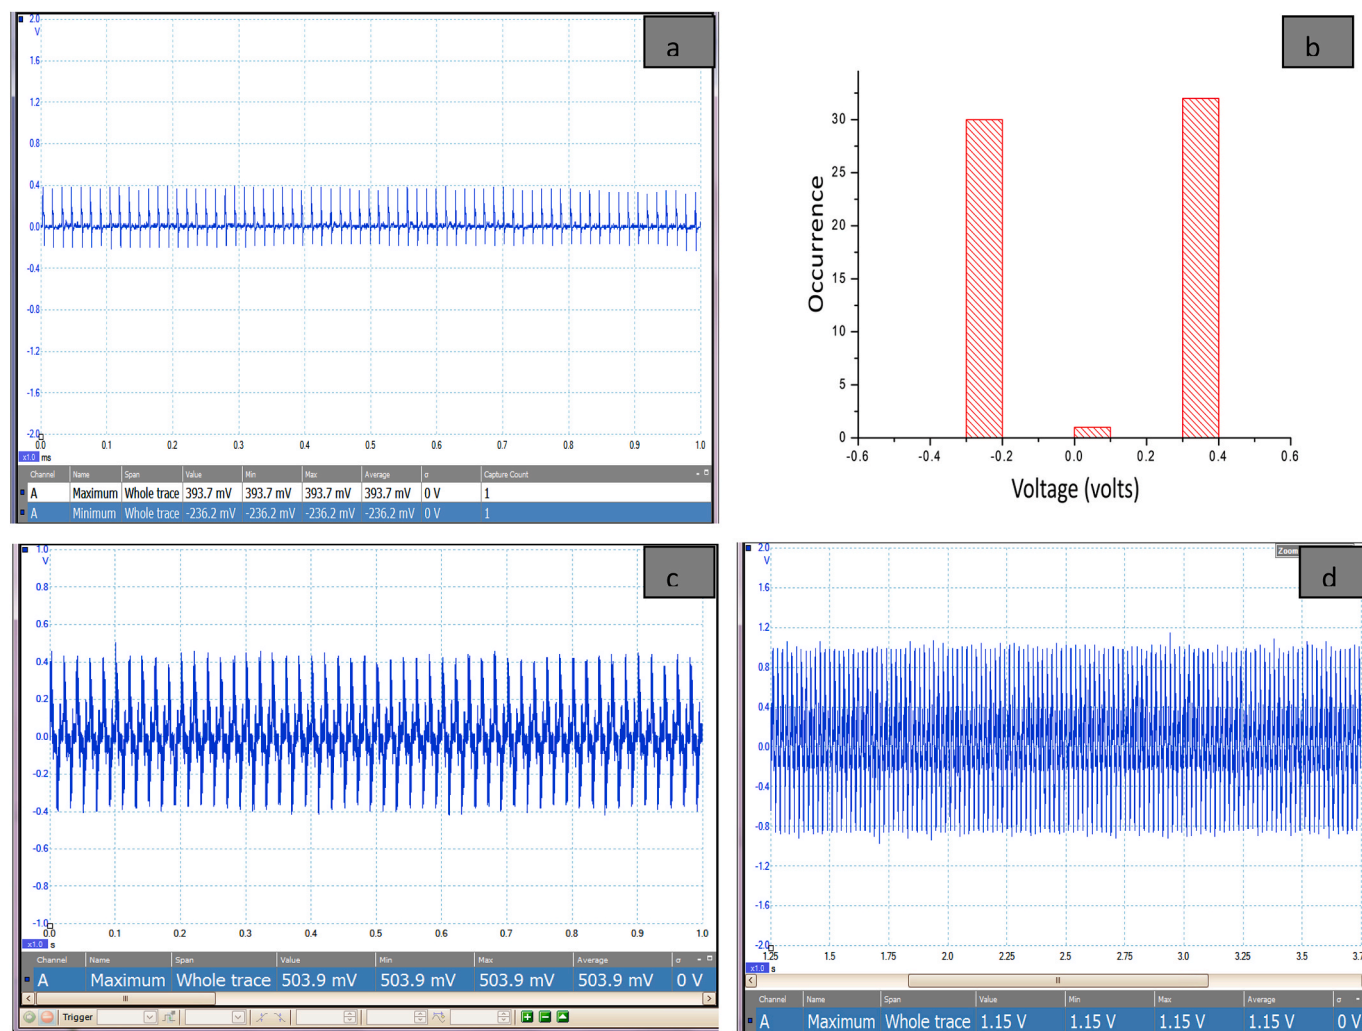 a
2.0
V
1.6
1.2
0.8
0.4
0.0
-0.4
-0.8
-1.2
-1.6
-2.0
0.0 0.1 0.2 0.3 0.4 0.5 0.6 0.7 0.8 0.9 1.0
x1.0 ms
Channel Name Span Value Min Max Average σ Capture Count
A Maximum Whole trace 393.7 mV 393.7 mV 393.7 mV 393.7 mV 0 V 1
A Minimum Whole trace -236.2 mV -236.2 mV -236.2 mV -236.2 mV 0 V 1
b
30
25
20
15
10
5
0
Occurrence
-0.6 -0.4 -0.2 0.0 0.2 0.4 0.6
Voltage (volts)
c
1.0
V
0.8
0.6
0.4
0.2
0.0
-0.2
-0.4
-0.6
-0.8
-1.0
0.0 0.1 0.2 0.3 0.4 0.5 0.6 0.7 0.8 0.9 1.0
x1.0 s
Channel Name Span Value Min Max Average σ
A Maximum Whole trace 503.9 mV 503.9 mV 503.9 mV 503.9 mV 0 V
Trigger
Zoom
d
2.0
V
1.6
1.2
0.8
0.4
0.0
-0.4
-0.8
-1.2
-1.6
-2.0
1.25 1.5 1.75 2.0 2.25 2.5 2.75 3.0 3.25 3.5 3.7
x1.0 s
Channel Name Span Value Min Max Average σ
A Maximum Whole trace 1.15 V 1.15 V 1.15 V 1.15 V 0 V